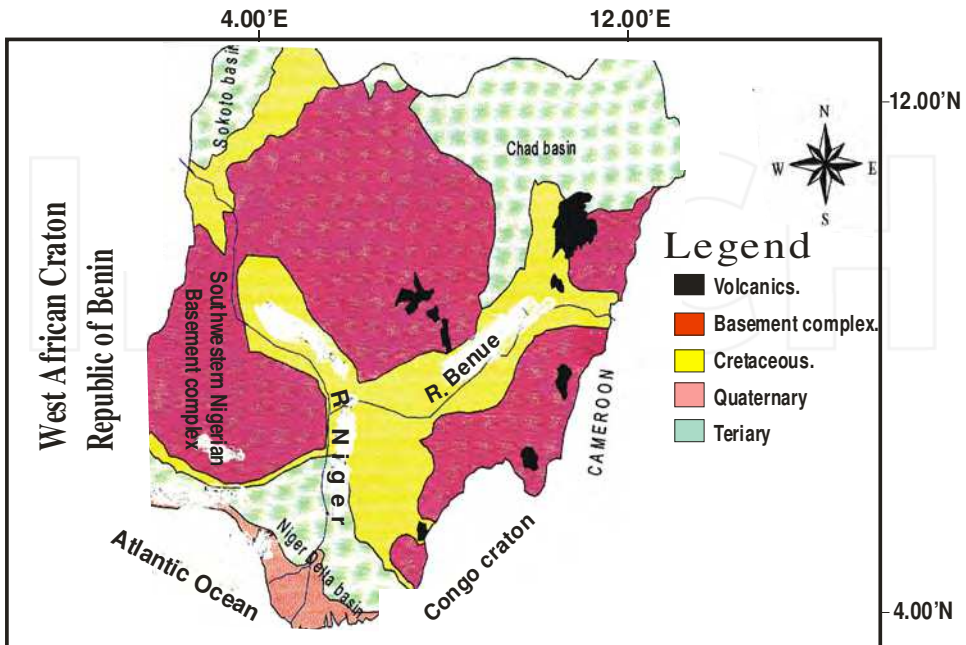 4.00'E
12.00'E
12.00'N
Sokoto basin
Chad basin
N
W
E
S
West African Craton
Republic of Benin
Southwestern Nigerian
Basement complex
Legend
Volcanics.
Basement complex.
Cretaceous.
Quaternary
Teriary
R. Benue
R. Niger
CAMEROON
Niger Delta basin
Atlantic Ocean
Congo craton
4.00'N